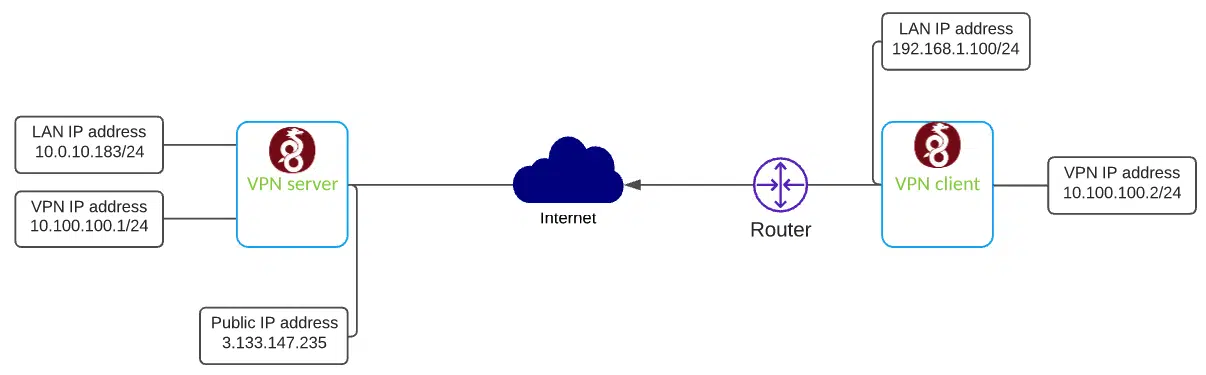 LAN IP address
192.168.1.100/24
LAN IP address
10.0.10.183/24
VPN server
VPN client
VPN IP address
10.100.100.2/24
VPN IP address
10.100.100.1/24
Internet
Router
Public IP address
3.133.147.235